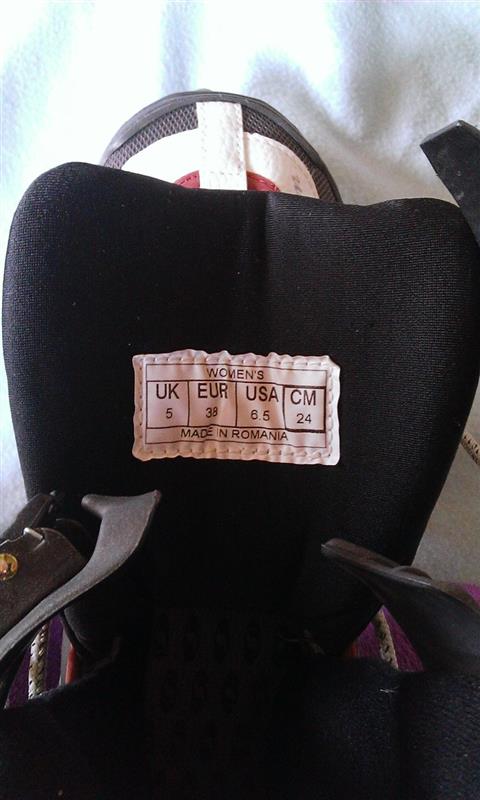 WOMEN'S
UK EUR USA CM
5 38 6.5 24
MADE IN ROMANIA